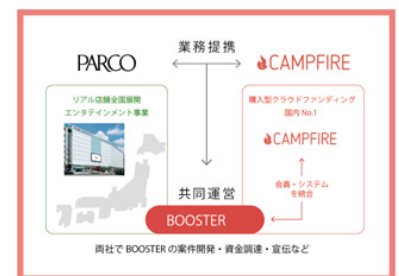 業務提携
PARCO
CAMPFIRE
リアル店舗全国展開
エンタテインメント事業
購入型クラウドファンディング
国内 No.1
CAMPFIRE
会員・システム
を統合
共同運営
BOOSTER
両社で BOOSTER の案件開発・資金調達・宣伝など